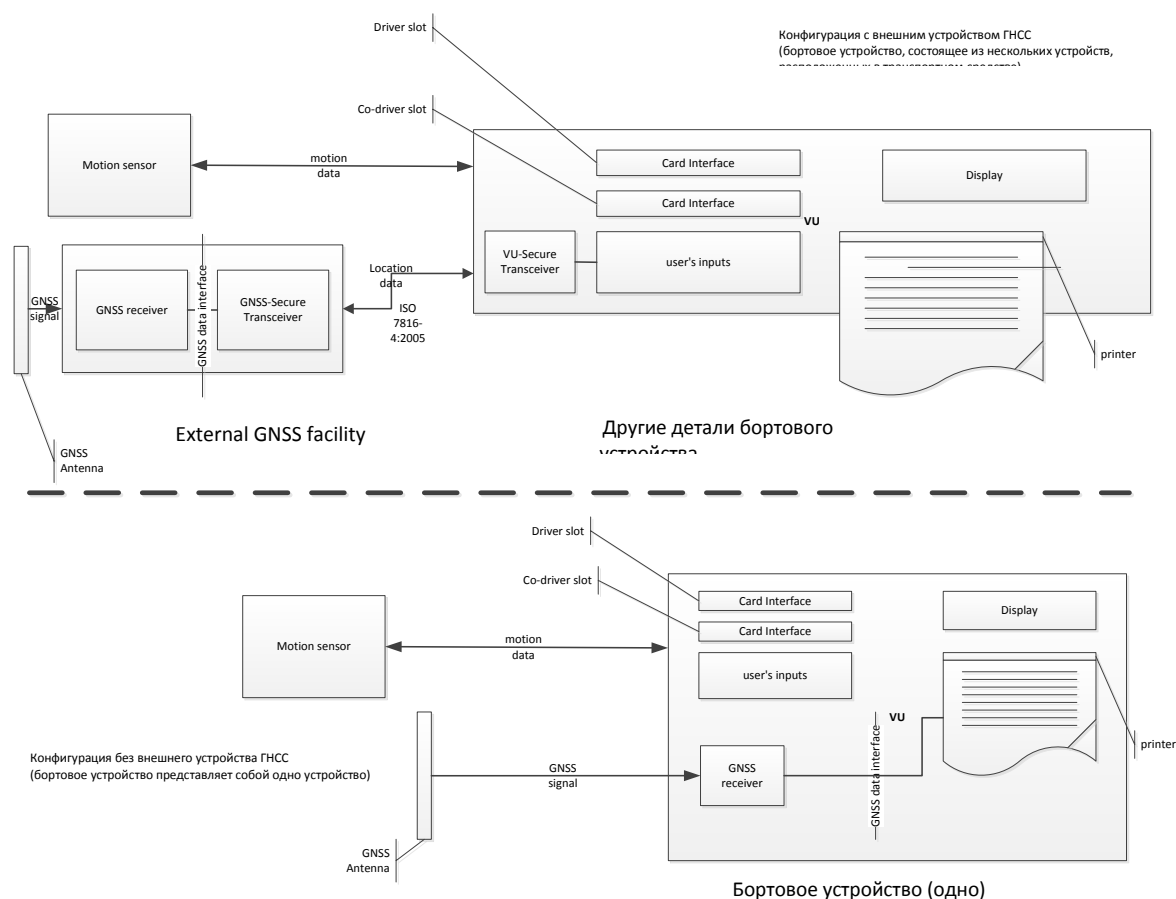 Driver slot
Конфигурация с внешним устройством ГНСС
(бортовое устройство, состоящее из нескольких устройств,
расположенных в транспортном средстве)
Co-driver slot
Motion sensor
motion
data
Card Interface
Card Interface
Display
VU
VU-Secure
Transceiver
user's inputs
GNSS
signal
GNSS receiver
GNSS data interface
GNSS-Secure
Transceiver
Location
data
ISO
7816-
4:2005
printer
External GNSS facility
Другие детали бортового
устройства
GNSS
Antenna
Driver slot
Co-driver slot
Card Interface
Card Interface
Display
Motion sensor
motion
data
user's inputs
VU
Конфигурация без внешнего устройства ГНСС
(бортовое устройство представляет собой одно устройство)
GNSS
signal
GNSS
receiver
GNSS data interface
printer
GNSS
Antenna
Бортовое устройство (одно)